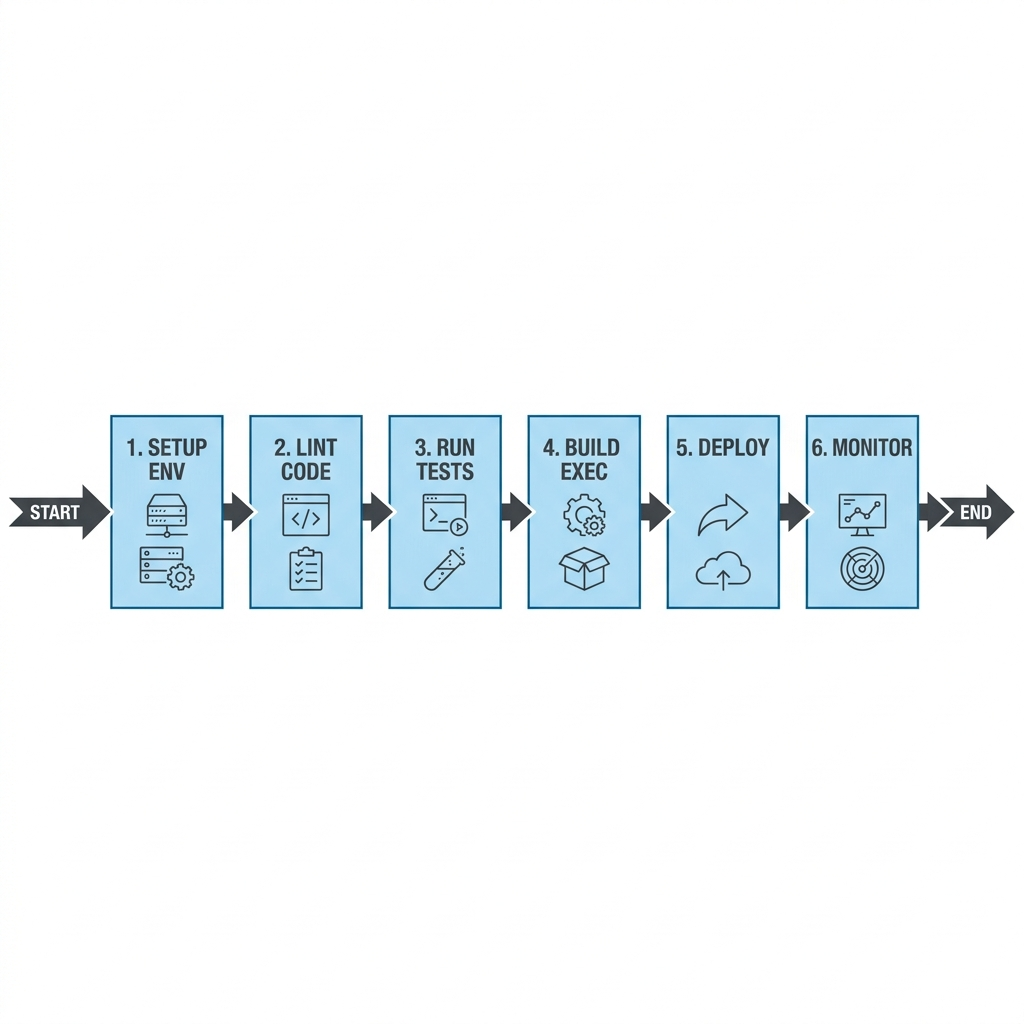 START
1. SETUP
ENV
2. LINT
CODE
3. RUN
TESTS
4. BUILD
EXEC
5. DEPLOY
6. MONITOR
END